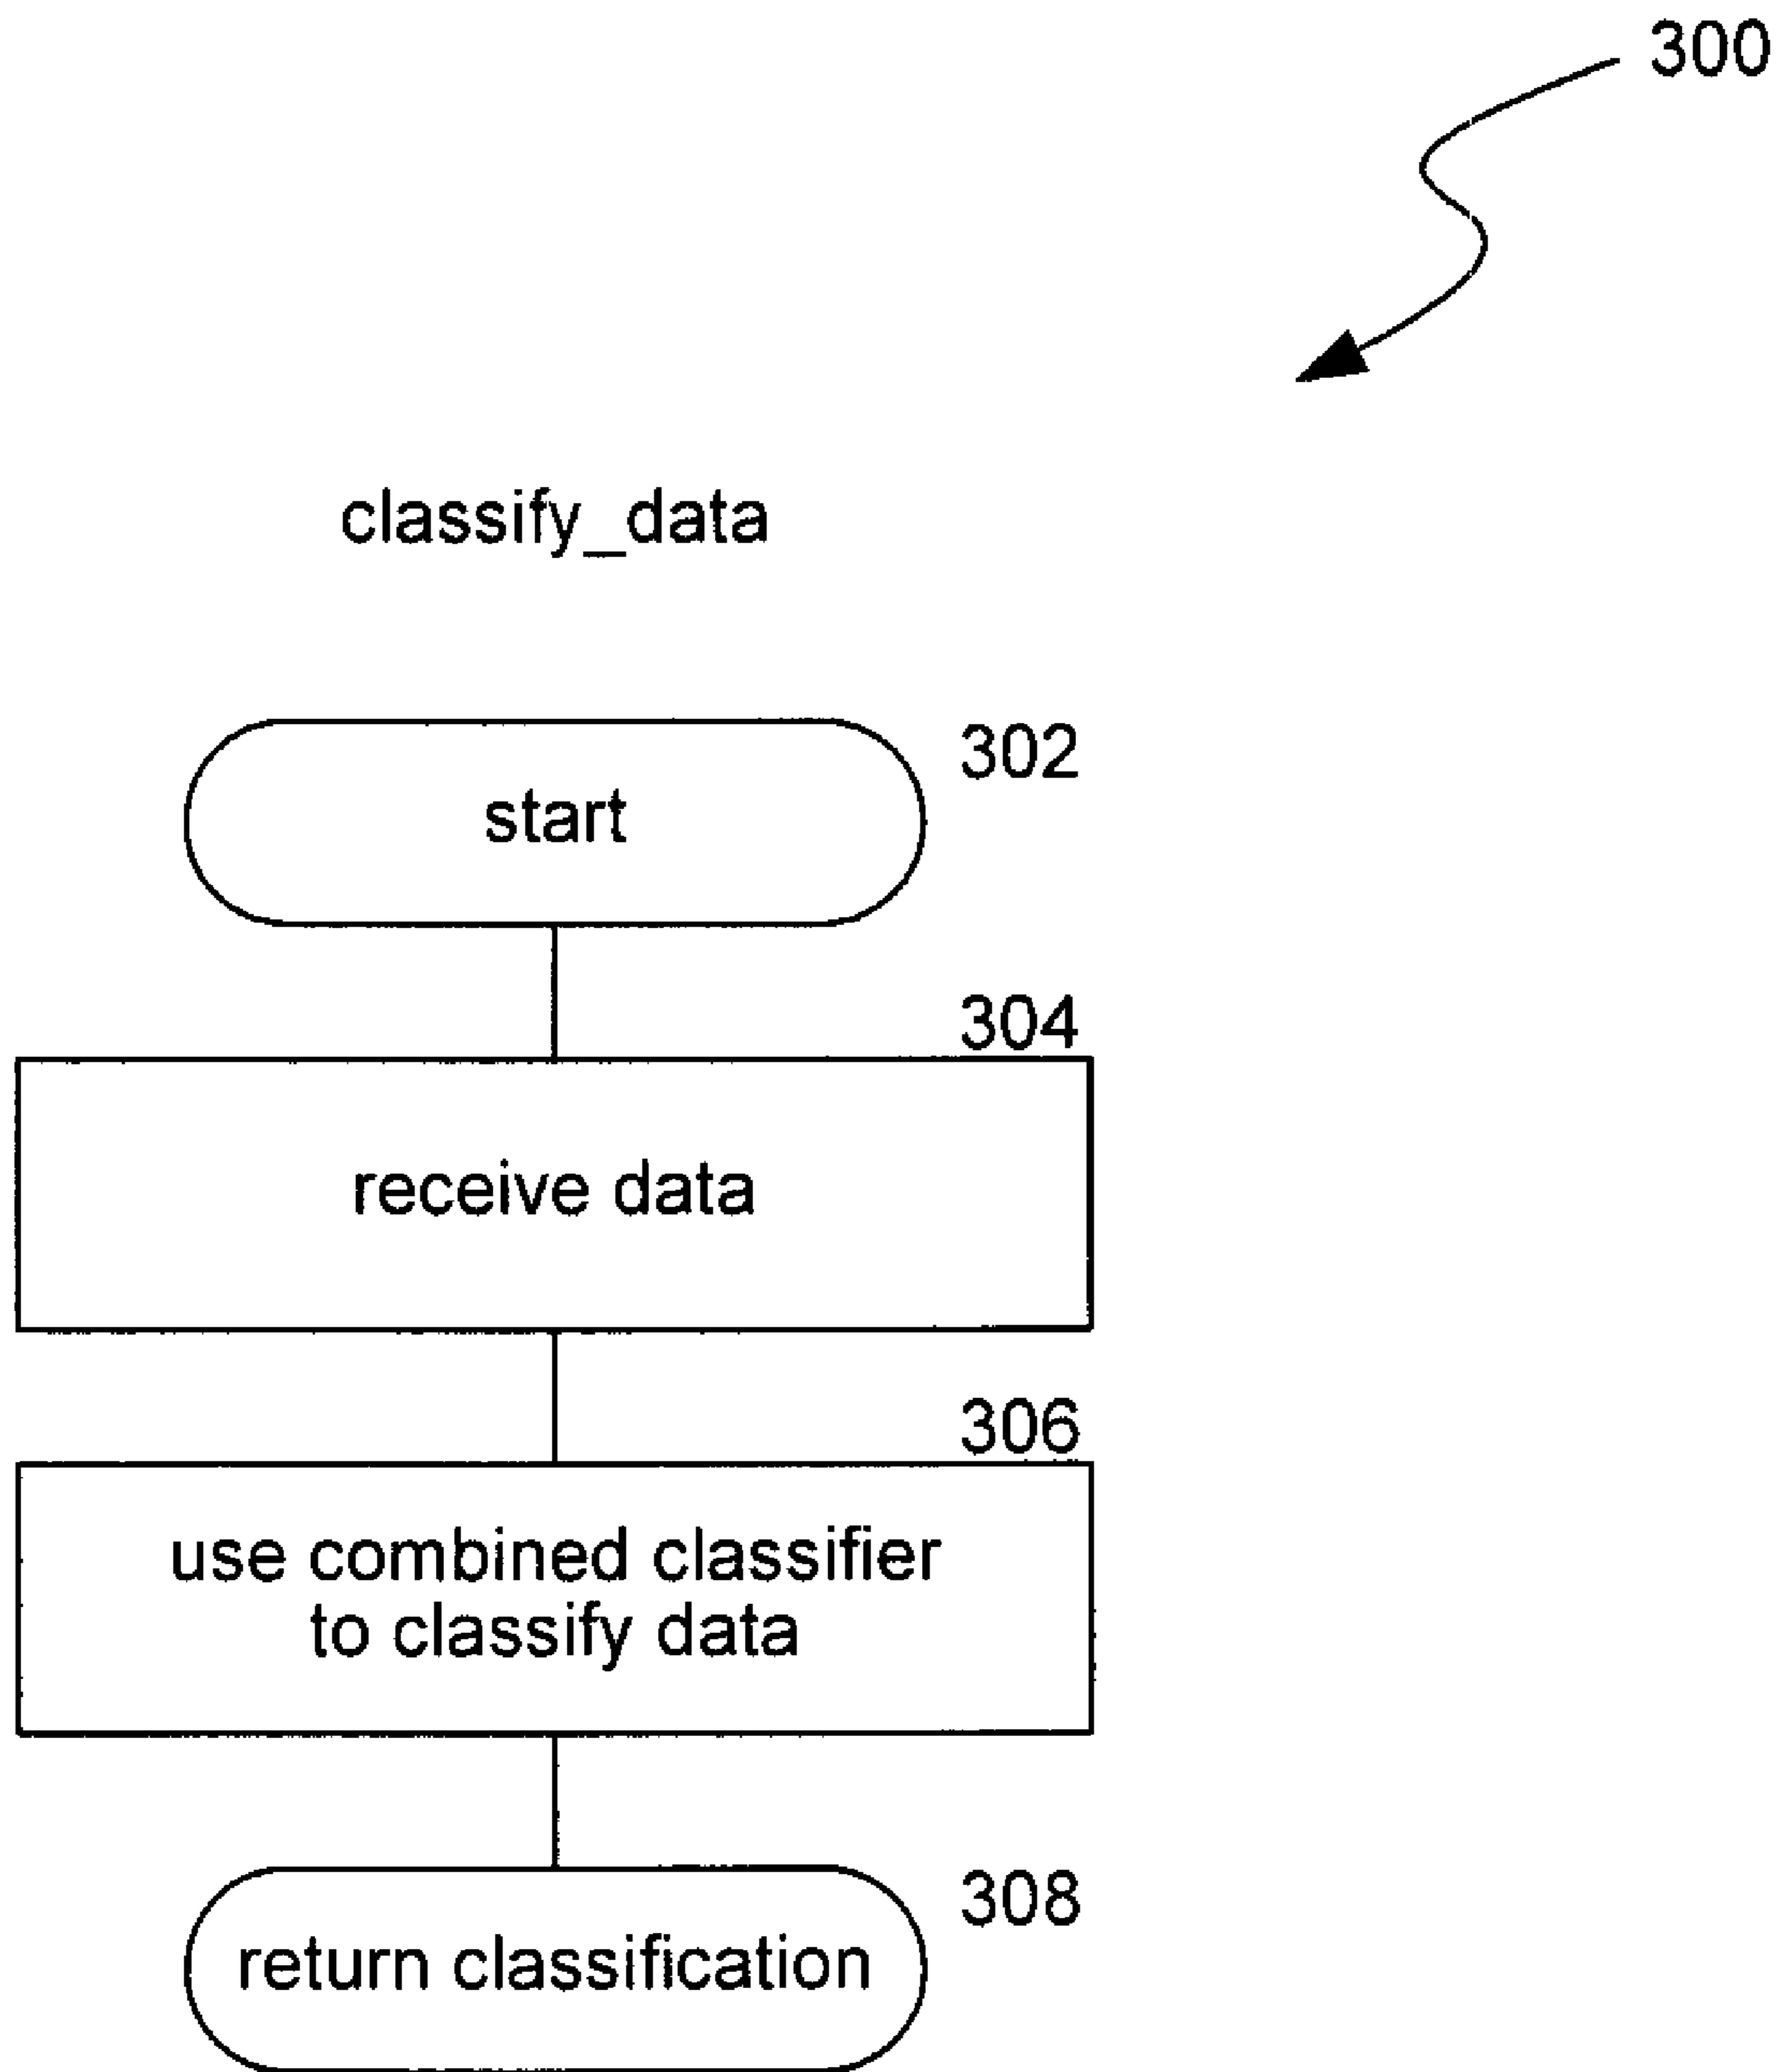 300
classify_data
302
start
304
receive data
306
use combined classifier
to classify data
308
return classification